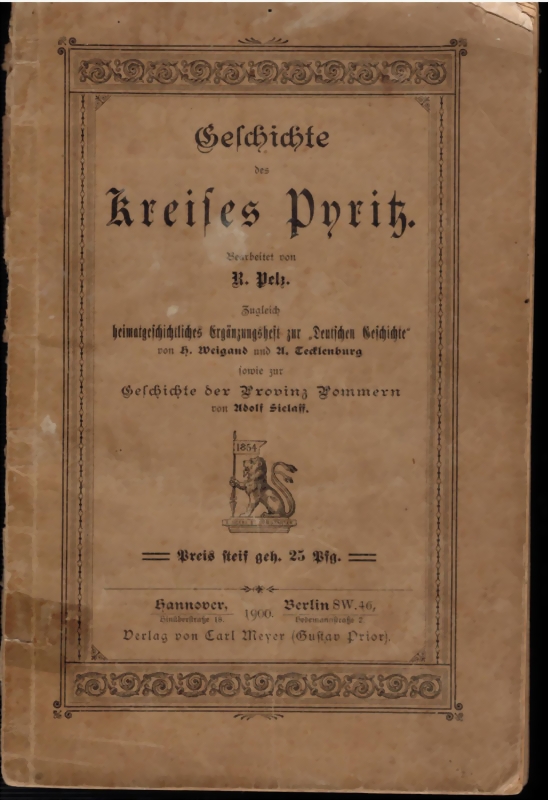 Geſchichte
des
Kreiſes Pyritz.
Bearbeitet von
R. Pelz.
Zugleich
heimatgeſchichtliches Ergänzungsheft zur „Deutſchen Geſchichte“
von H. Weigand und A. Tecklenburg
ſowie zur
Geſchichte der Provinz Pommern
von Adolf Sielaff.
1854
Preis ſteif geh. 25 Pfg.
Hannover, Berlin SW. 46,
1900.
Verlag von Carl Meyer (Guſtav Prior).